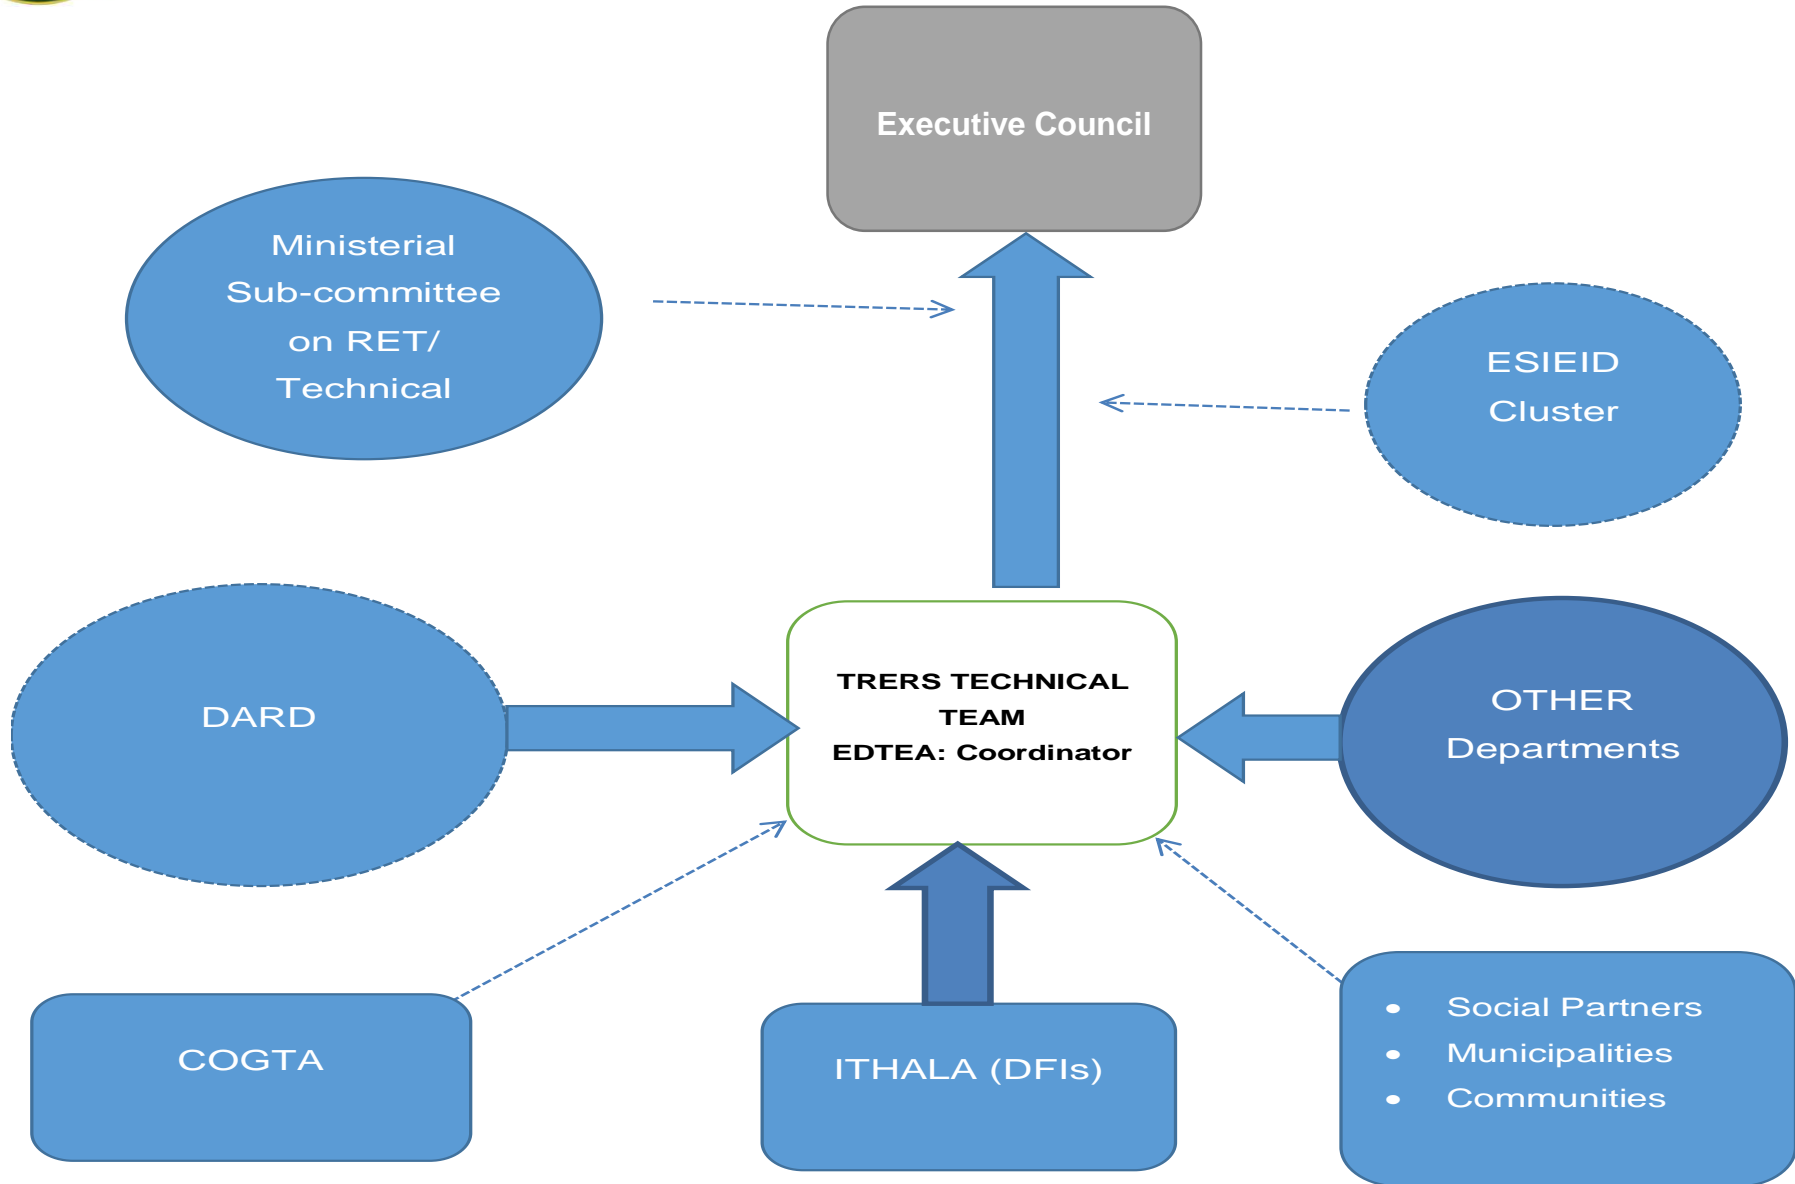 Executive Council
Ministerial
Sub-committee
on RET/
Technical
ESIEID
Cluster
DARD
TRERS TECHNICAL
TEAM
EDTEA: Coordinator
OTHER
Departments
COGTA
ITHALA (DFIs)
• Social Partners
• Municipalities
• Communities